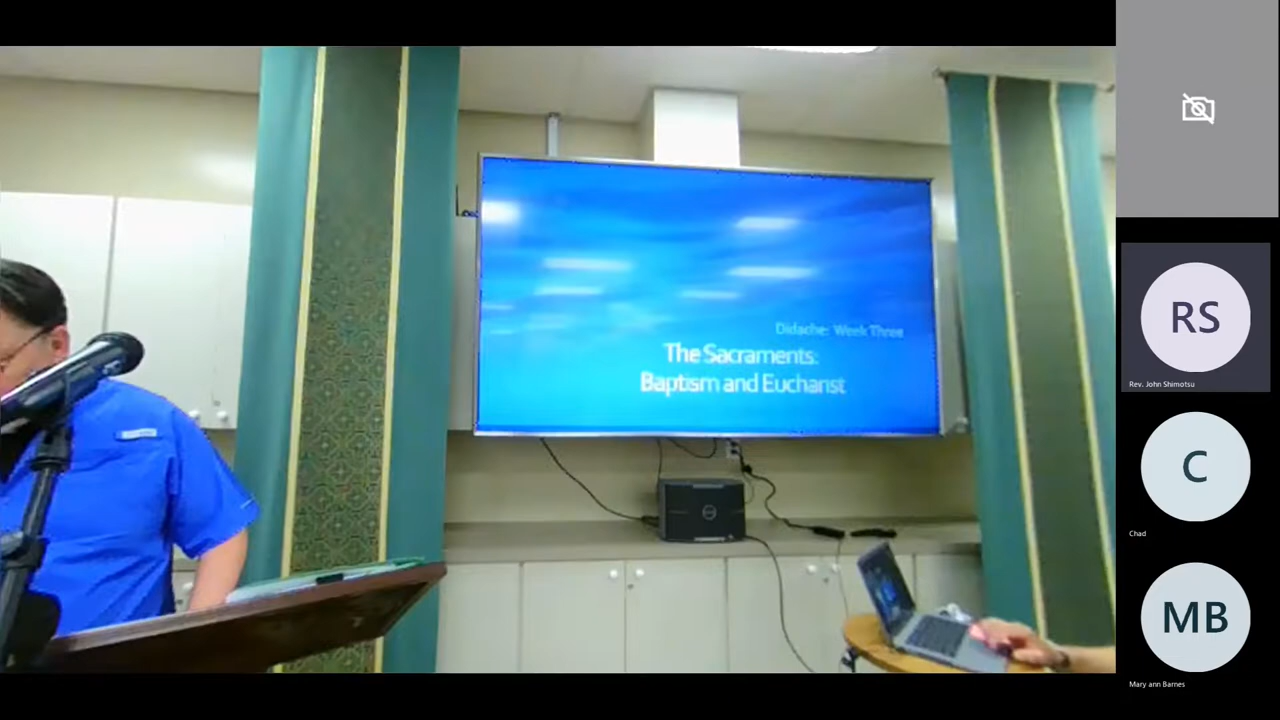 Didache: Week Three
The Sacraments:
Baptism and Eucharist
RS
Rev. John Shimotsu
C
Chad
MB
Mary ann Barnes